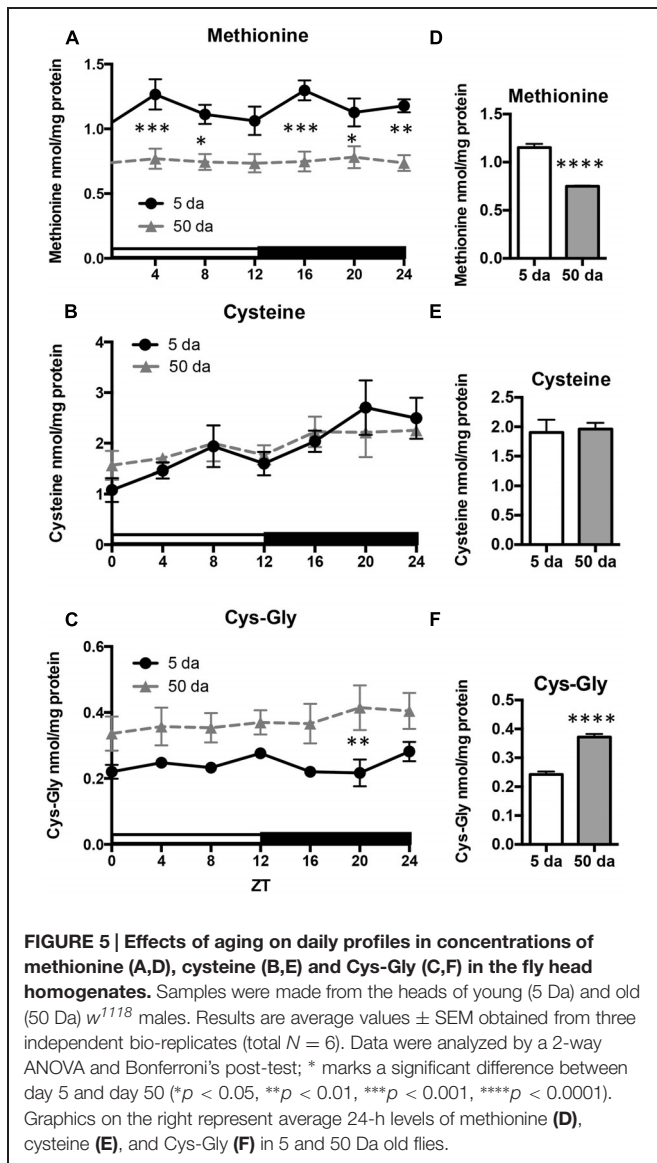 A
Methionine
Methionine nmol/mg protein
1.5
1.0
0.5
0.0
***
*
***
*
**
5 da
50 da
4 8 12 16 20 24
D
Methionine
Methionine nmol/mg protein
1.5
1.0
0.5
0.0
****
5 da 50 da
B
Cysteine
Cysteine nmol/mg protein
4
3
2
1
0
5 da
50 da
0 4 8 12 16 20 24
E
Cysteine
Cysteine nmol/mg protein
2.5
2.0
1.5
1.0
0.5
0.0
5 da 50 da
C
Cys-Gly
Cys-Gly nmol/mg protein
0.6
0.4
0.2
0.0
5 da
50 da
**
0 4 8 12 16 20 24
ZT
F
Cys-Gly
Cys-Gly nmol/mg protein
0.5
0.4
0.3
0.2
0.1
0.0
****
5 da 50 da
FIGURE 5 | Effects of aging on daily profiles in concentrations of
methionine (A,D), cysteine (B,E) and Cys-Gly (C,F) in the fly head
homogenates. Samples were made from the heads of young (5 Da) and old
(50 Da) w1118 males. Results are average values ± SEM obtained from three
independent bio-replicates (total N = 6). Data were analyzed by a 2-way
ANOVA and Bonferroni's post-test; * marks a significant difference between
day 5 and day 50 (*p < 0.05, **p < 0.01, ***p < 0.001, ****p < 0.0001).
Graphics on the right represent average 24-h levels of methionine (D),
cysteine (E), and Cys-Gly (F) in 5 and 50 Da old flies.